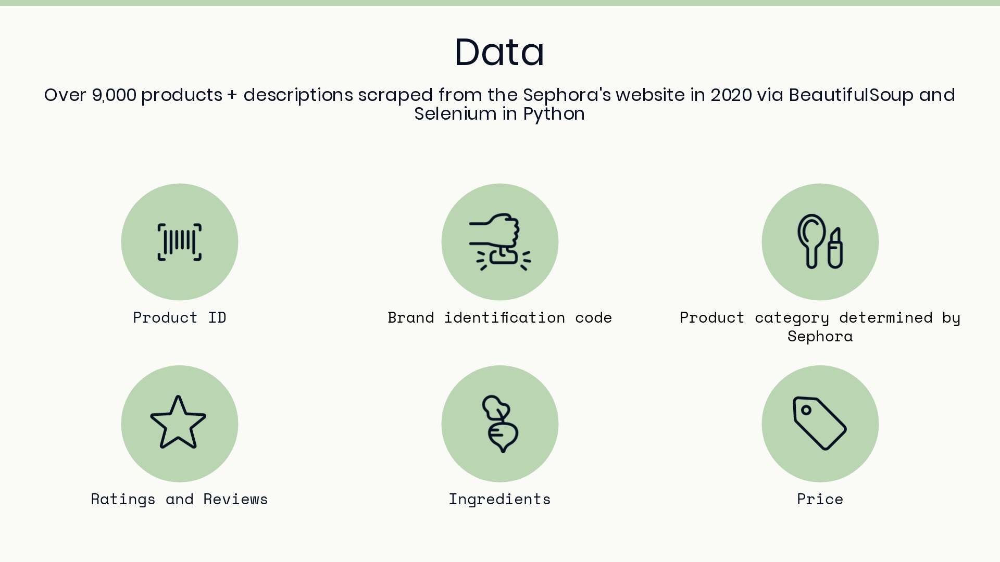 Data
Over 9,000 products + descriptions scraped from the Sephora's website in 2020 via BeautifulSoup and
Selenium in Python
Product ID
Brand identification code
Product category determined by
Sephora
Ratings and Reviews
Ingredients
Price